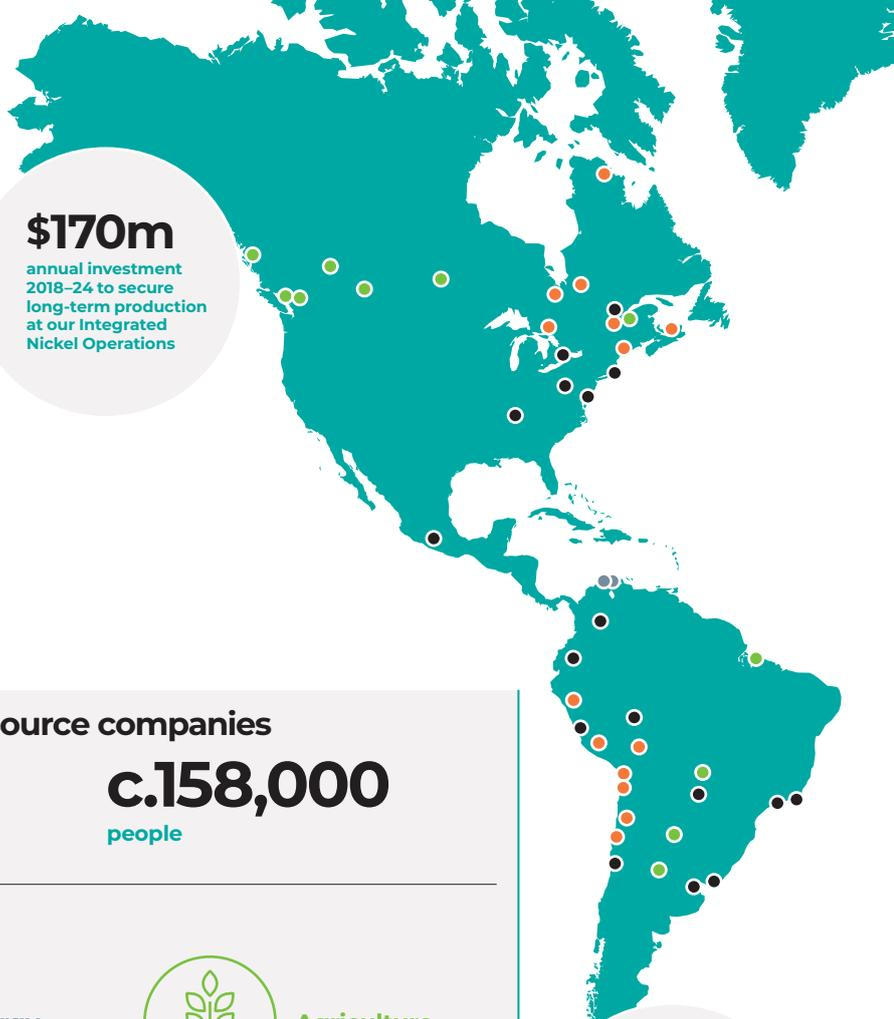 $170m
annual investment
2018–24 to secure
long-term production
at our Integrated
Nickel Operations
ource companies
c.158,000
people
Agriculture